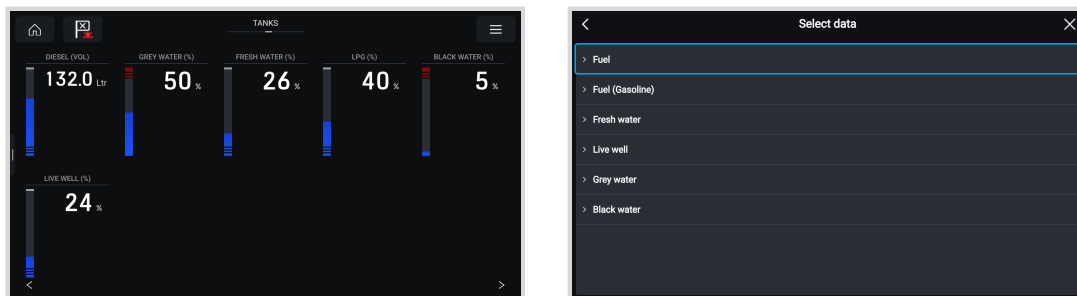 TANKS
DIESEL (VOL)
132.0 Ltr
GREY WATER (%)
50 %
FRESH WATER (%)
26 %
LPG (%)
40 %
BLACK WATER (%)
5 %
LIVE WELL (%)
24 %
Select data
Fuel
Fuel (Gasoline)
Fresh water
Live well
Grey water
Black water